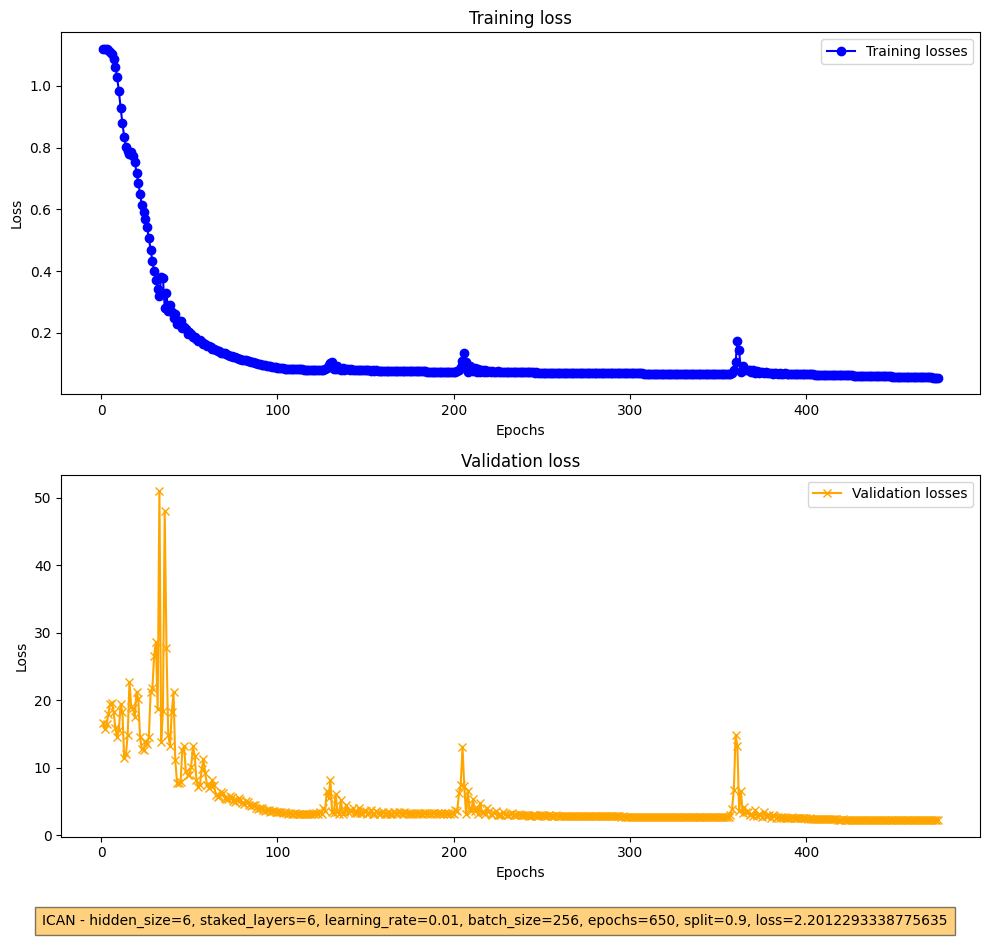 Training loss
Training losses
1.0
0.8
0.6
0.4
0.2
Loss
0 100 200 300 400
Epochs
Validation loss
Validation losses
50
40
30
20
10
0
Loss
0 100 200 300 400
Epochs
ICAN - hidden_size=6, staked_layers=6, learning_rate=0.01, batch_size=256, epochs=650, split=0.9, loss=2.2012293338775635